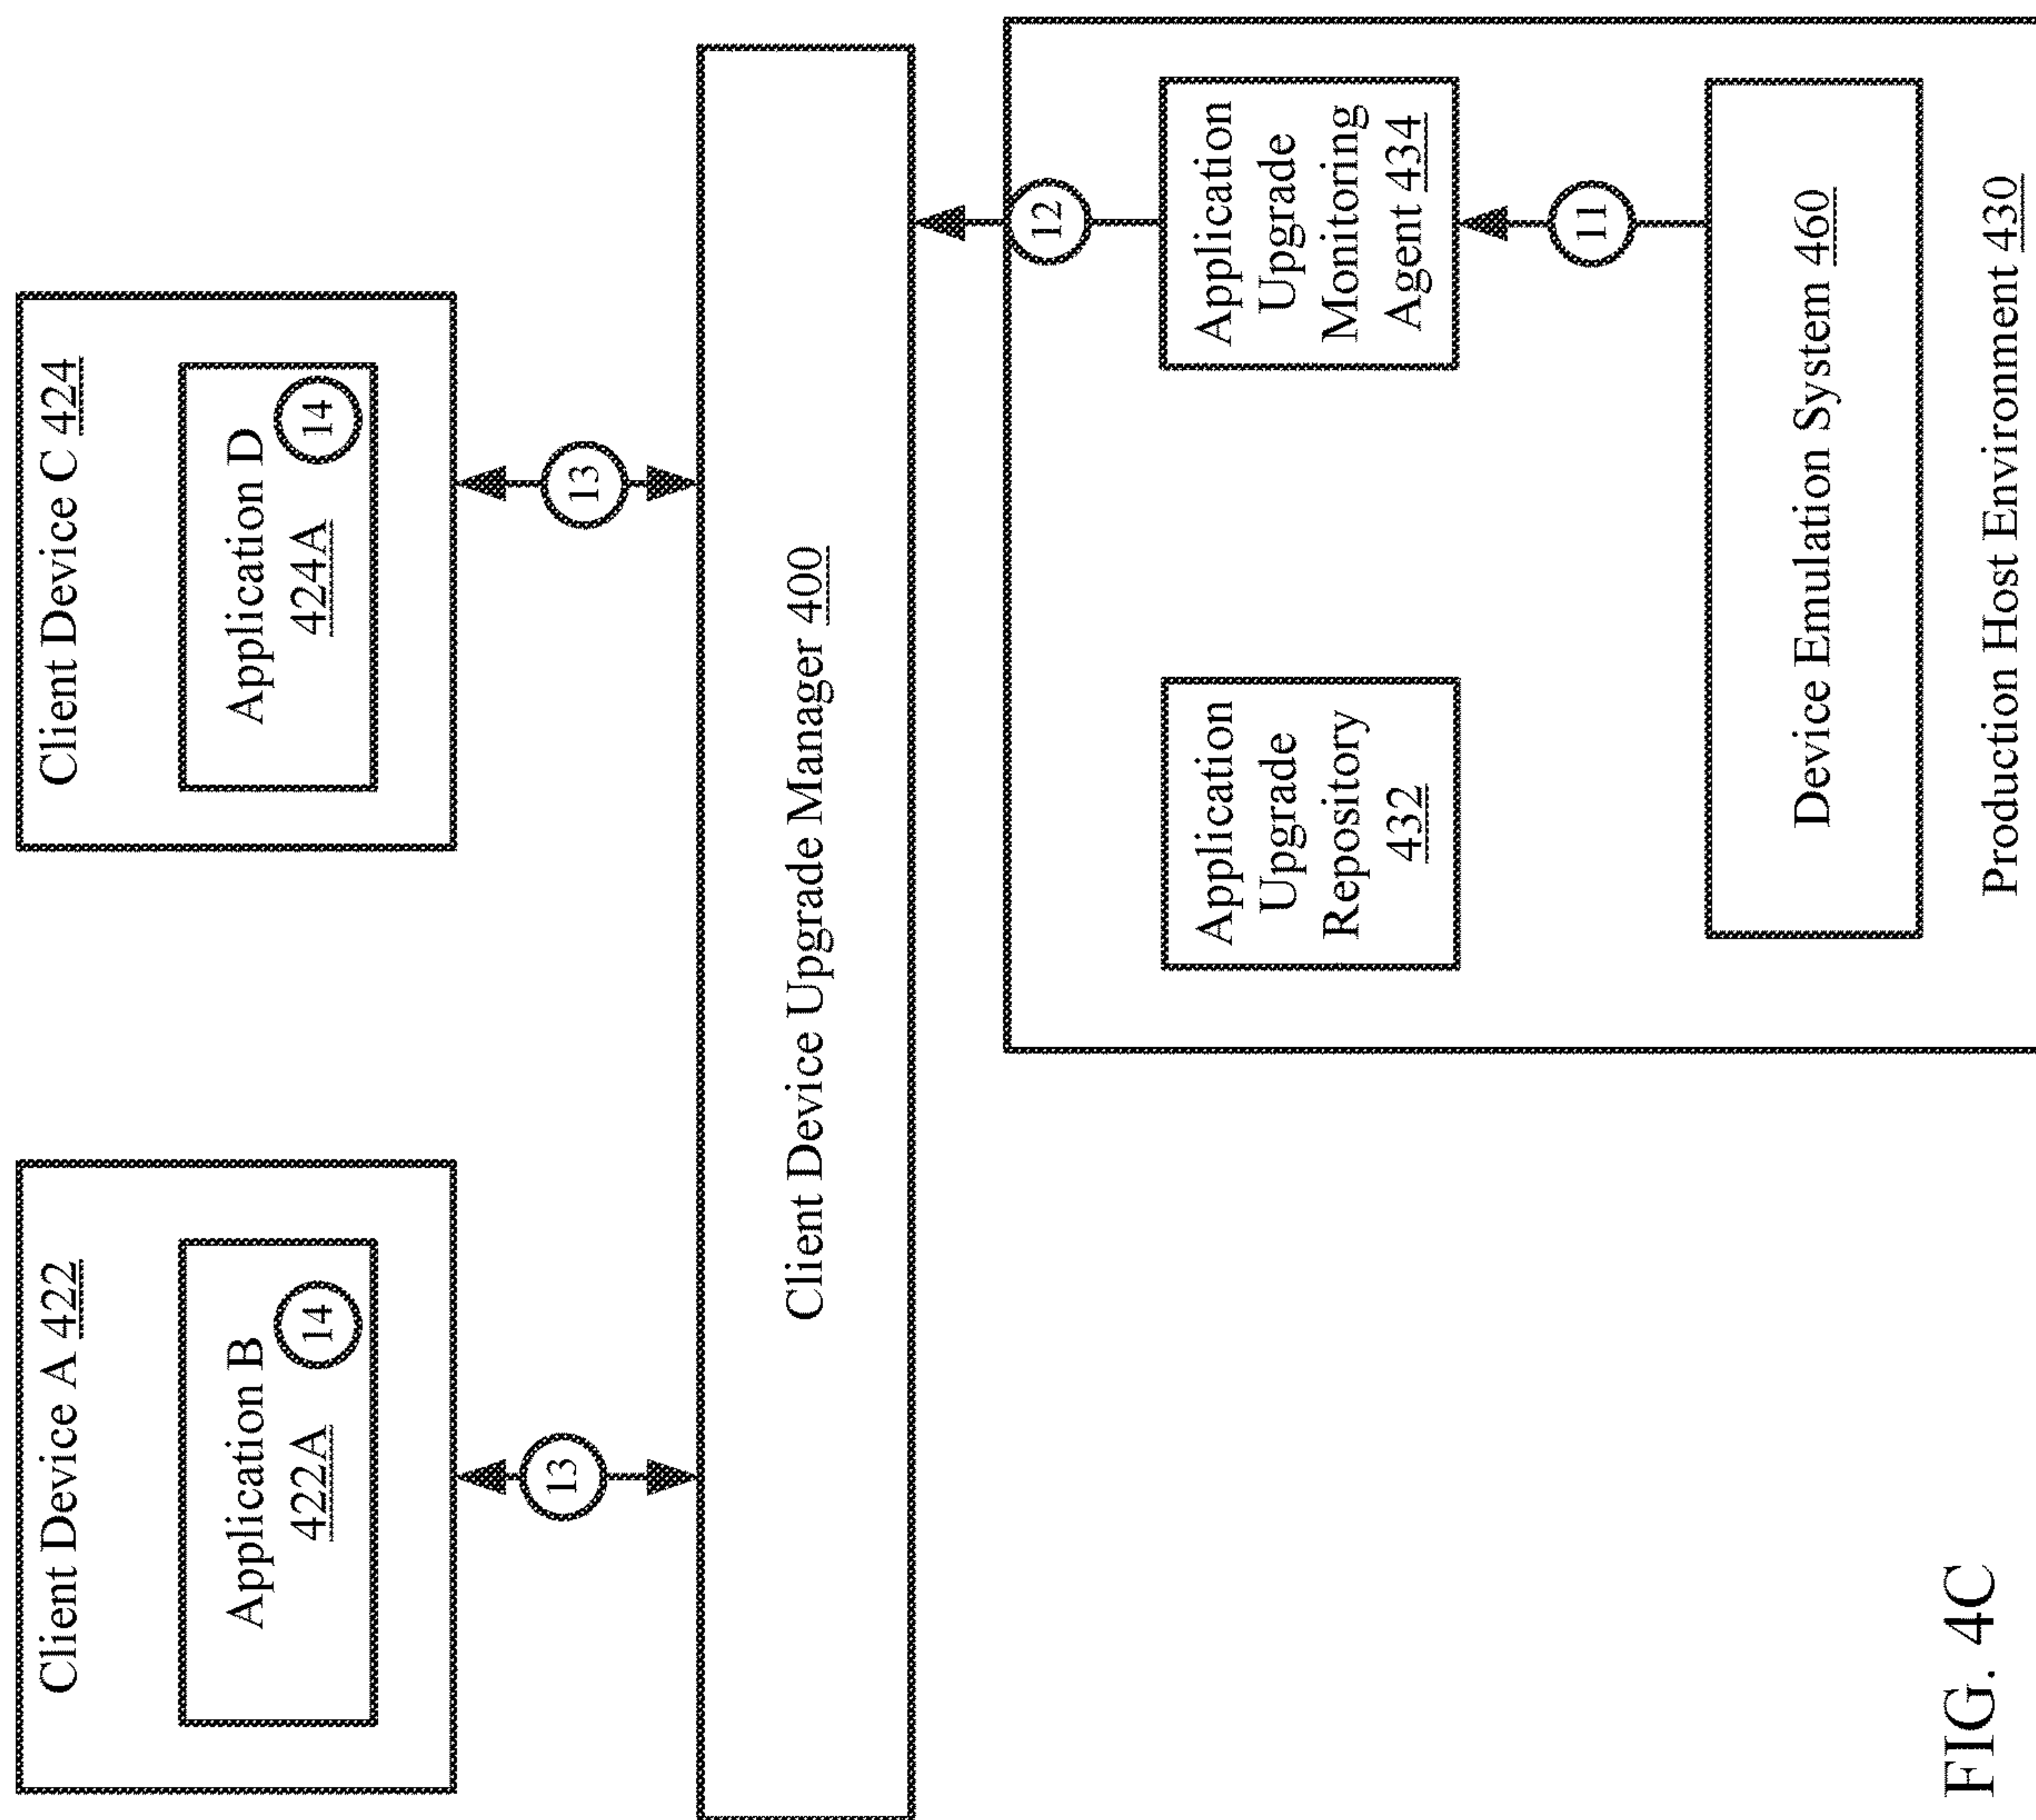 Client Device A 422
Application B
422A
14
13
Client Device C 424
Application D
424A
14
13
Client Device Upgrade Manager 400
12
Application
Upgrade
Repository
432
Application
Upgrade
Monitoring
Agent 434
11
Device Emulation System 460
Production Host Environment 430
FIG. 4C